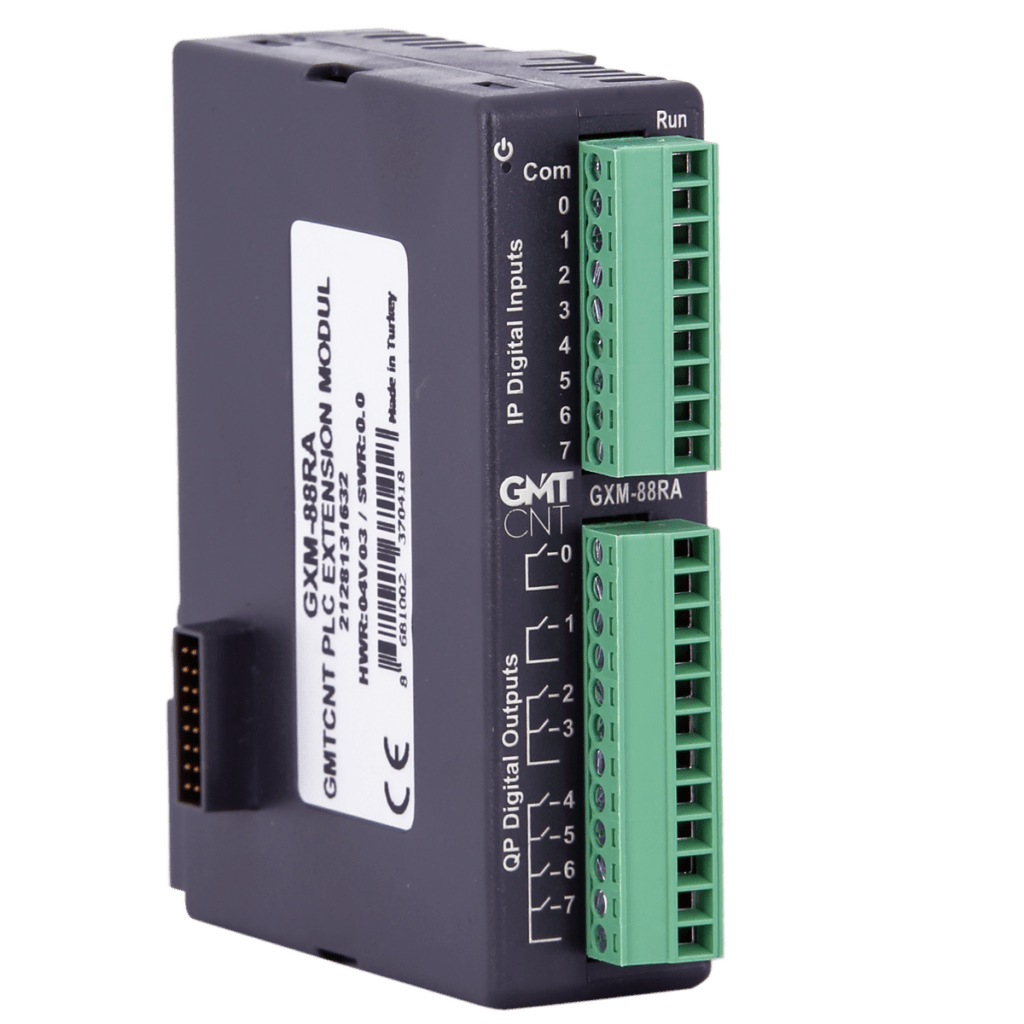 Run
Com
0
1
2
3
4
5
6
7
IP Digital Inputs
GMT
CNT
GXM-88RA
0
1
2
3
4
5
6
7
QP Digital Outputs
GXM-88RA
GMTCNT PLC EXTENSION MODUL
2128131632
HWR:04V03 / SWR:0.0
Made in Turkey
8 681002 370418
CE